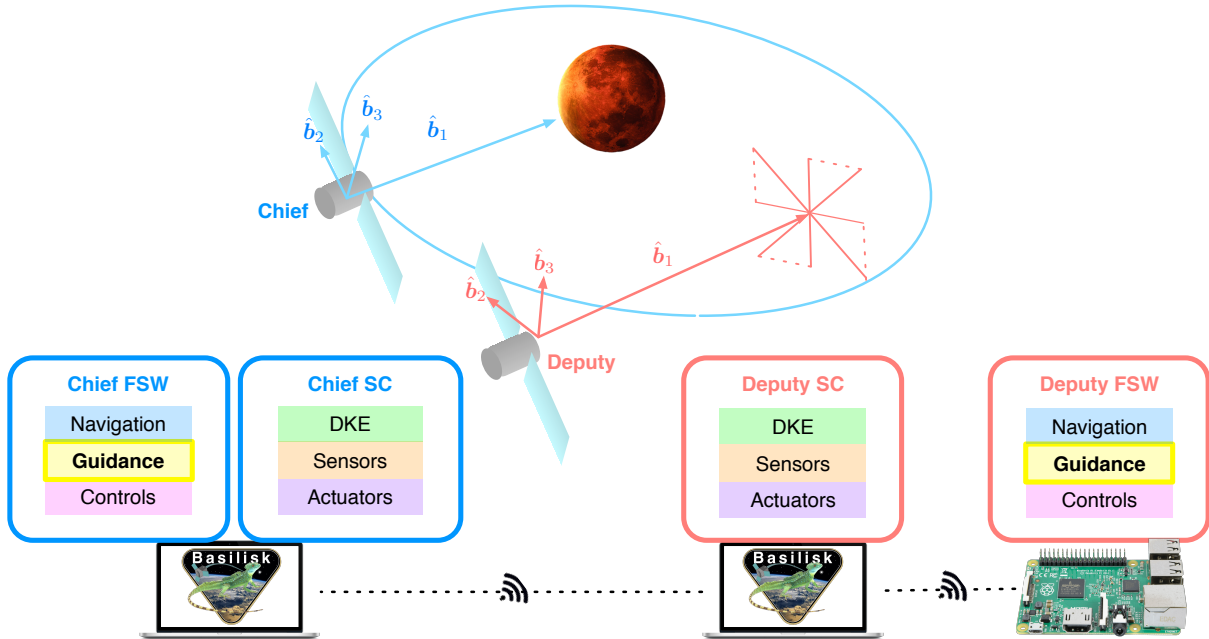 b̂₃
b̂₂
b̂₁
Chief
b̂₁
b̂₃
b̂₂
Deputy
Chief FSW
Navigation
Guidance
Controls
Chief SC
DKE
Sensors
Actuators
Deputy SC
DKE
Sensors
Actuators
Deputy FSW
Navigation
Guidance
Controls
Basilisk
Basilisk